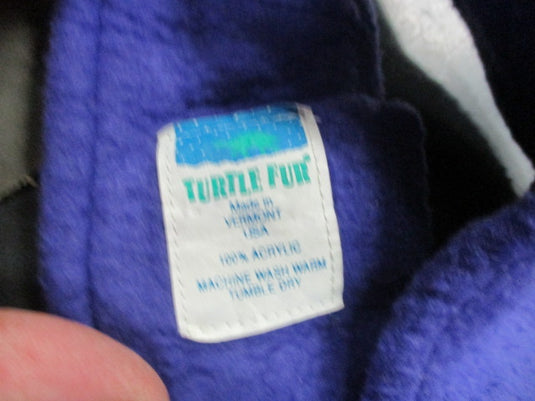 TURTLE FUR
Made in
VERMONT
USA
100% ACRYLIC
MACHINE WASH WARM
TUMBLE DRY